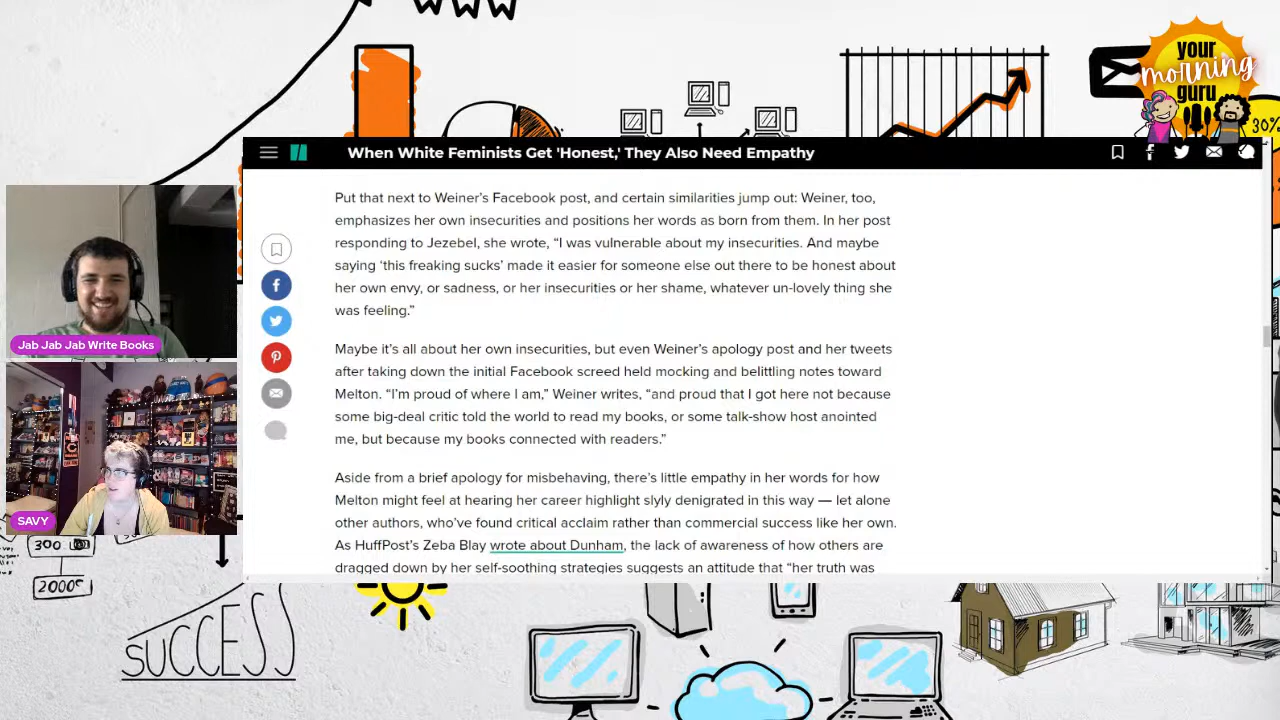 your
morning
guru
30%
When White Feminists Get 'Honest,' They Also Need Empathy
Put that next to Weiner's Facebook post, and certain similarities jump out: Weiner, too,
emphasizes her own insecurities and positions her words as born from them. In her post
responding to Jezebel, she wrote, “I was vulnerable about my insecurities. And maybe
saying ‘this freaking sucks’ made it easier for someone else out there to be honest about
her own envy, or sadness, or her insecurities or her shame, whatever un-lovely thing she
was feeling.”
Maybe it's all about her own insecurities, but even Weiner's apology post and her tweets
after taking down the initial Facebook screed held mocking and belittling notes toward
Melton. “I'm proud of where I am,” Weiner writes, “and proud that I got here not because
some big-deal critic told the world to read my books, or some talk-show host anointed
me, but because my books connected with readers.”
Aside from a brief apology for misbehaving, there's little empathy in her words for how
Melton might feel at hearing her career highlight slyly denigrated in this way — let alone
other authors, who've found critical acclaim rather than commercial success like her own.
As HuffPost's Zeba Blay wrote about Dunham, the lack of awareness of how others are
dragged down by her self-soothing strategies suggests an attitude that “her truth was
Jab Jab Jab Write Books
SAVY
300
2000
SUCCESS